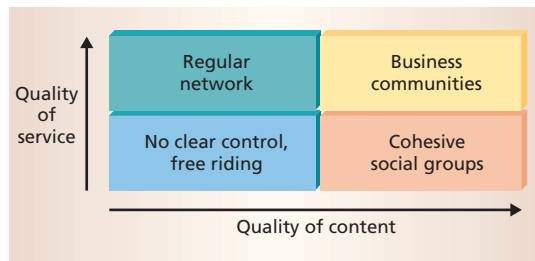 Quality
of
service
Regular
network
Business
communities
No clear control,
free riding
Cohesive
social groups
Quality of content